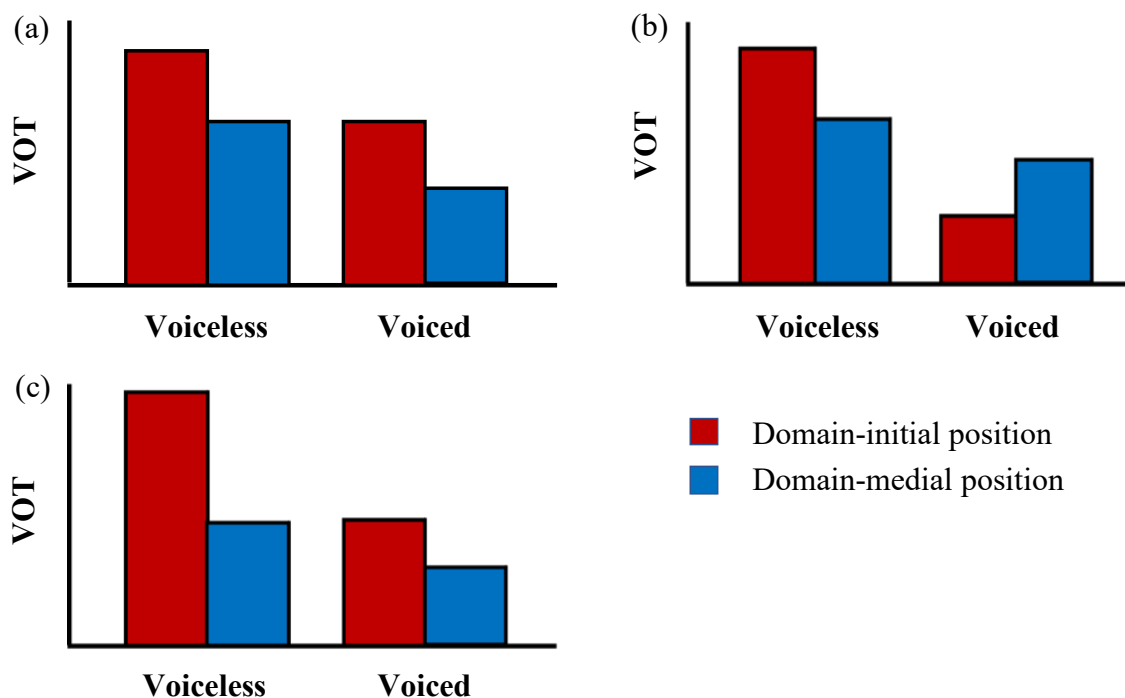 (a)
VOT
Voiceless Voiced
(b)
VOT
Voiceless Voiced
(c)
VOT
Voiceless Voiced
Domain-initial position
Domain-medial position